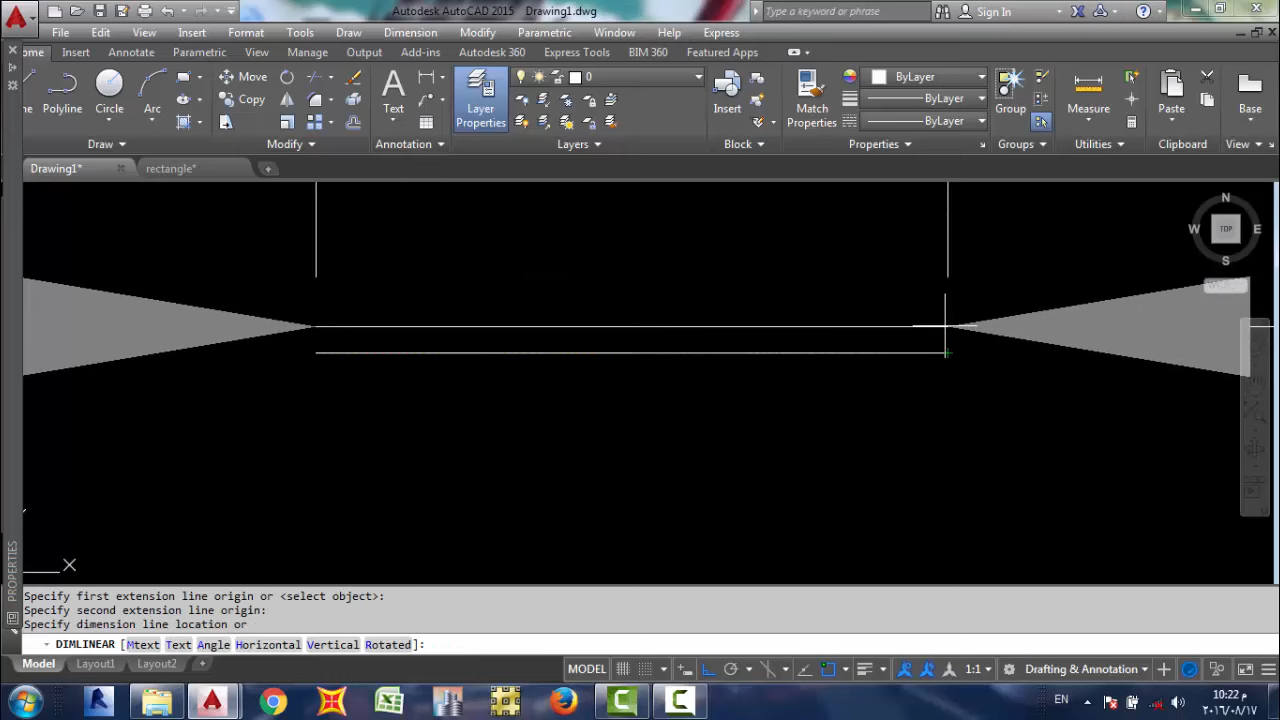 Autodesk AutoCAD 2015 Drawing1.dwg
Type a keyword or phrase
Sign In
File Edit View Insert Format Tools Draw Dimension Modify Parametric Window Help Express
ome Insert Annotate Parametric View Manage Output Add-ins Autodesk 360 Express Tools BIM 360 Featured Apps
ne Polyline Circle Arc
Move
Copy
Text
Layer Properties
0
Insert
Match Properties
ByLayer
ByLayer
ByLayer
Group
Measure
Paste
Base
Draw Modify Annotation Layers Block Properties Groups Utilities Clipboard View
Drawing1* rectangle*
N
W TOP E
S
X
PROPERTIES
Specify first extension line origin or <select object>:
Specify second extension line origin:
Specify dimension line location or
DIMLINEAR [Mtext Text Angle Horizontal Vertical Rotated]:
Model Layout1 Layout2 +
MODEL 1:1 Drafting & Annotation
EN
10:22 م
٢٠١٦/٠٨/١٧